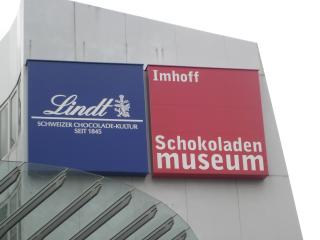 Lindt
SCHWEIZER CHOCOLADE-KULTUR
SEIT 1845
Imhoff
Schokoladen
museum